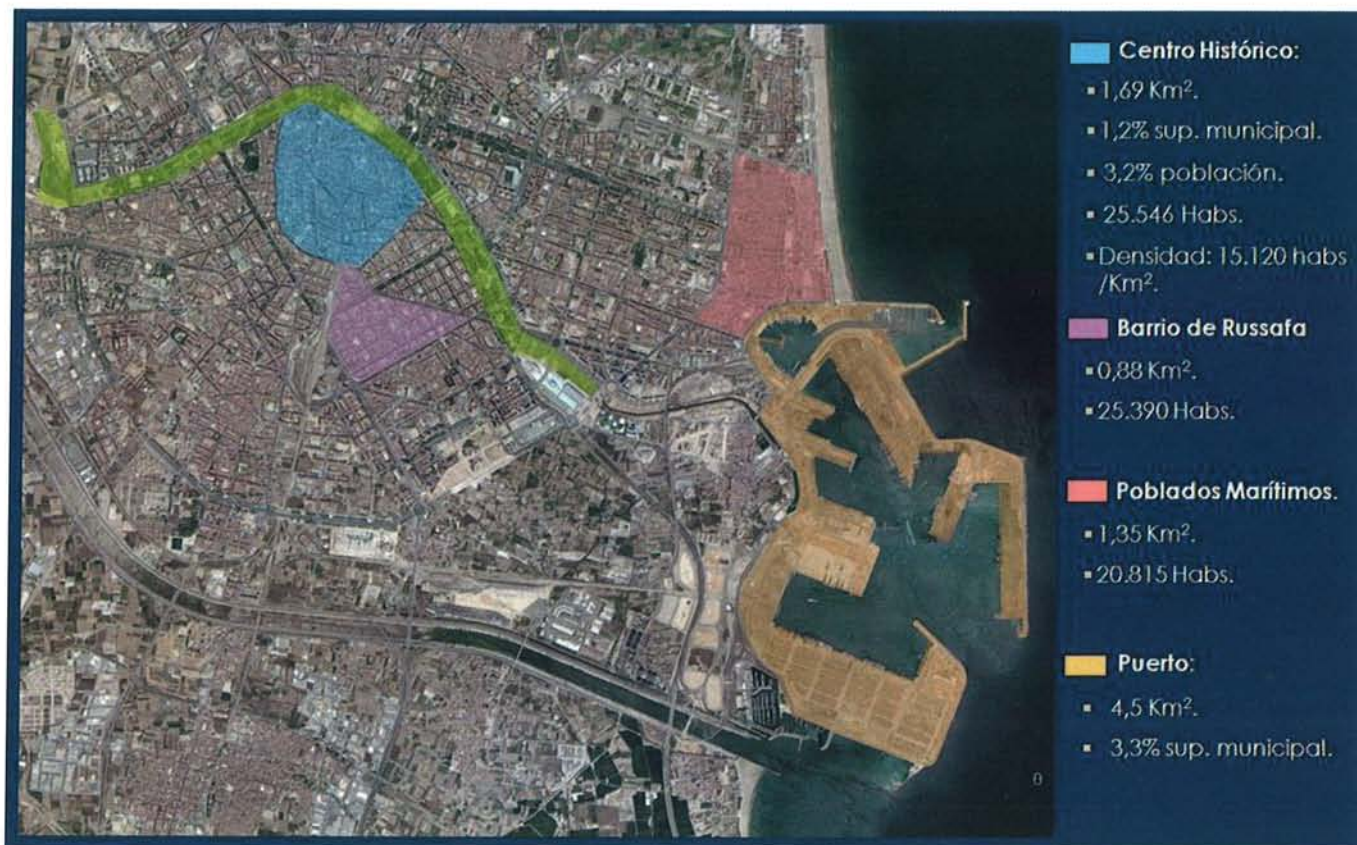 Centro Histórico:
▪ 1,69 Km².
▪ 1,2% sup. municipal.
▪ 3,2% población.
▪ 25.546 Habs.
▪ Densidad: 15.120 habs
/Km².
Barrio de Russafa
▪ 0,88 Km².
▪ 25.390 Habs.
Poblados Marítimos.
▪ 1,35 Km².
▪ 20.815 Habs.
Puerto:
▪ 4,5 Km².
▪ 3,3% sup. municipal.
0